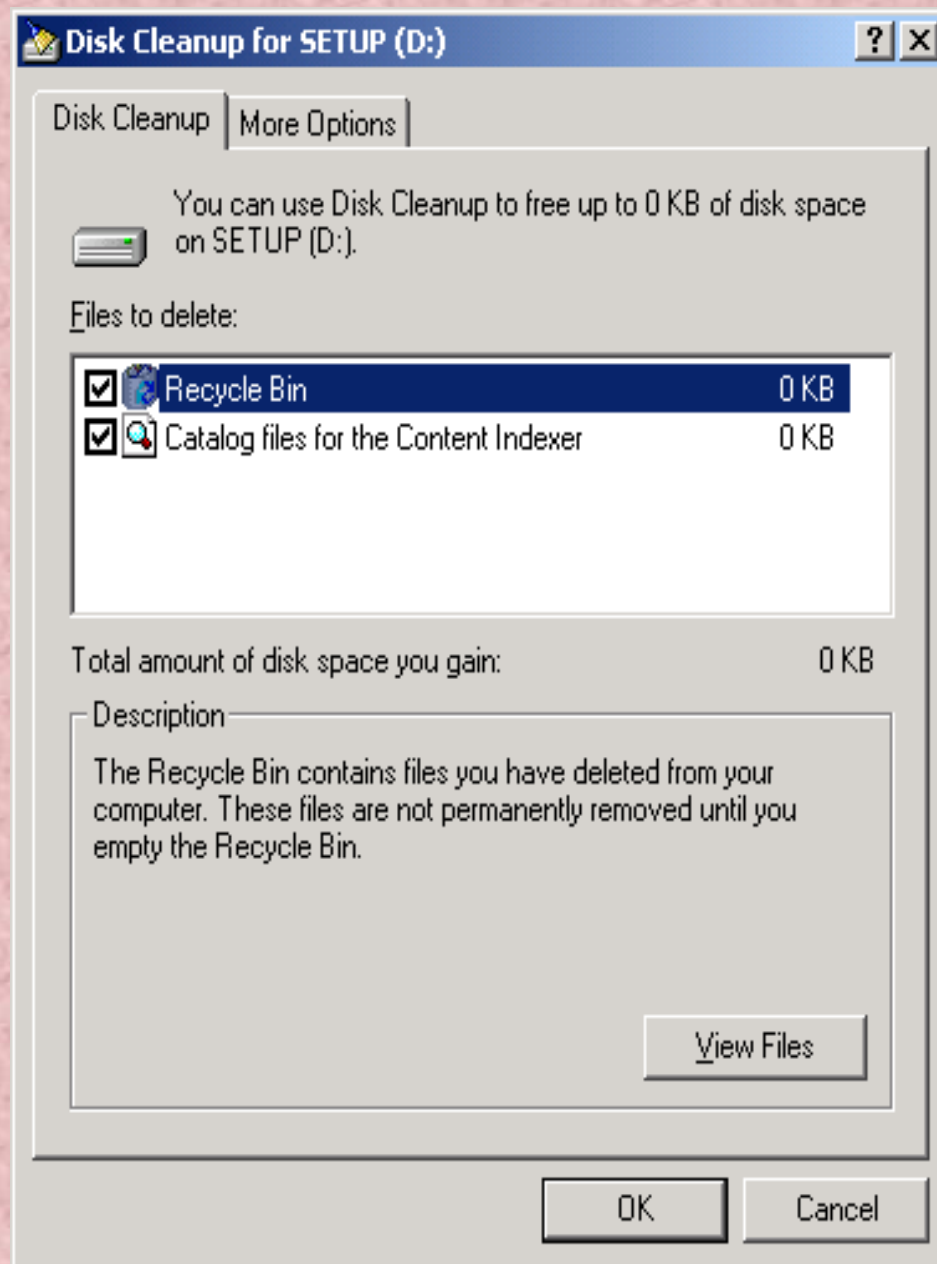 Disk Cleanup for SETUP (D:)
Disk Cleanup
More Options
You can use Disk Cleanup to free up to 0 KB of disk space
on SETUP (D:).
Files to delete:
Recycle Bin 0 KB
Catalog files for the Content Indexer 0 KB
Total amount of disk space you gain: 0 KB
Description
The Recycle Bin contains files you have deleted from your
computer. These files are not permanently removed until you
empty the Recycle Bin.
View Files
OK
Cancel